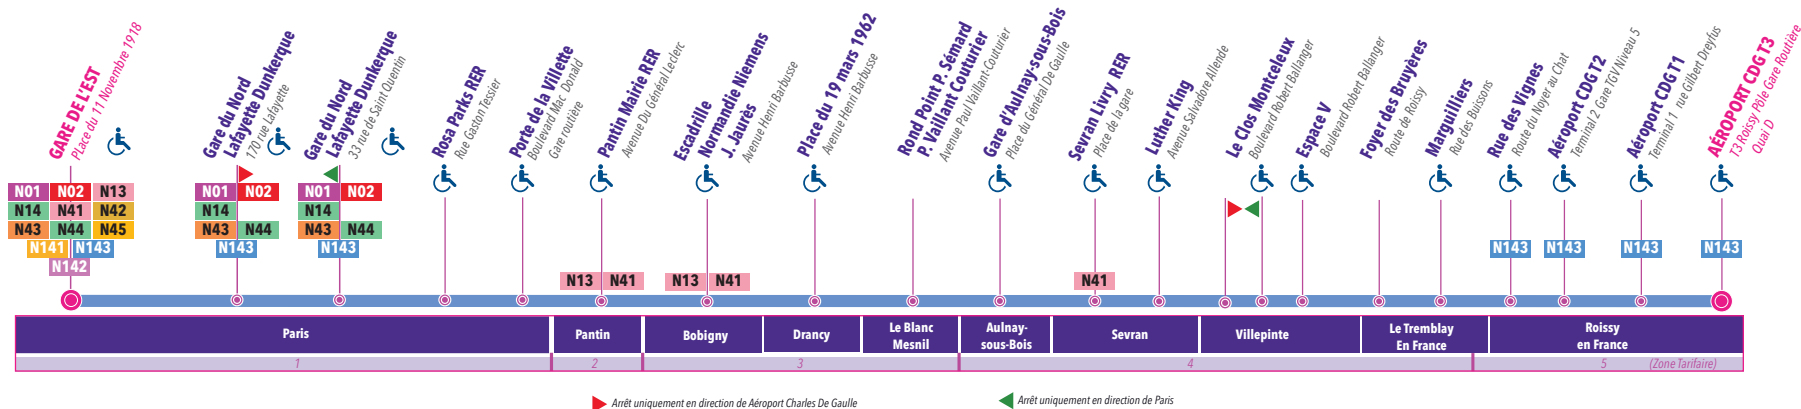 GARE DE L'EST
PLace du 11 Novembre 1918
Gare du Nord
Lafayette Dunkerque
170 rue Lafayette
Gare du Nord
Lafayette Dunkerque
33 rue de Saint Quentin
Rosa Parks RER
Rue Gaston Tessier
Porte de la Villette
Boulevard Mac Donald
Gare routière
Pantin Mairie RER
Avenue Du Général Leclerc
Escadrille
Normandie Niemens
J. Jaurès
Avenue Henri Barbusse
Place du 19 mars 1962
Avenue Henri Barbusse
Rond Point P. Sémard
P. Vaillant Couturier
Avenue Paul Vaillant-Couturier
Gare d'Aulnay-sous-Bois
Place du Général De Gaulle
Sevran Livry RER
Place de la gare
Luther King
Avenue Salvadore Allende
Le Clos Montceleux
Boulevard Robert Ballanger
Espace V
Boulevard Robert Ballanger
Foyer des Bruyères
Route de Roissy
Marguilliers
Rue des Buissons
Rue des Vignes
Route du Noyer au Chat
Aéroport CDG T2
Terminal 2 Gare TGV Niveau 5
Aéroport CDG T1
Terminal 1 rue Gilbert Dreyfus
AÉROPORT CDG T3
T3 Roissy Pôle Gare Routière
Quai D
N01 N02 N13
N14 N41 N42
N43 N44 N45
N141 N143
N142
N01 N02
N14
N43 N44
N143
N01 N02
N14
N43 N44
N143
N13 N41
N13 N41
N41
N143
N143
N143
N143
Paris
Pantin
Bobigny
Drancy
Le Blanc
Mesnil
Aulnay-
sous-Bois
Sevran
Villepinte
Le Tremblay
En France
Roissy
en France
1
2
3
4
5
(Zone Tarifaire)
Arrêt uniquement en direction de Aéroport Charles De Gaulle
Arrêt uniquement en direction de Paris